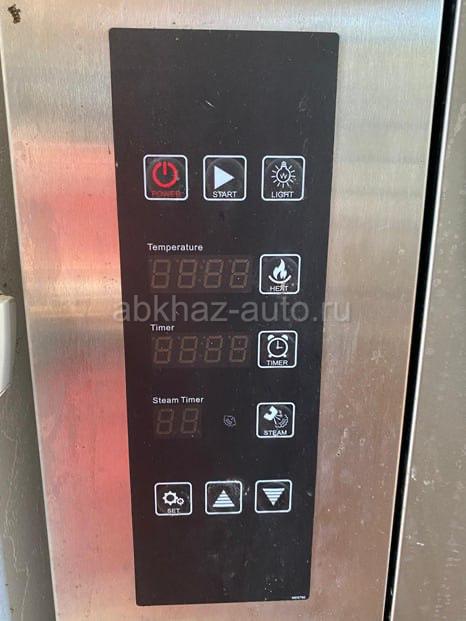 POWER START LIGHT
Temperature
HEAT
abkhaz-auto.ru
Timer
TIMER
Steam Timer
STEAM
SET